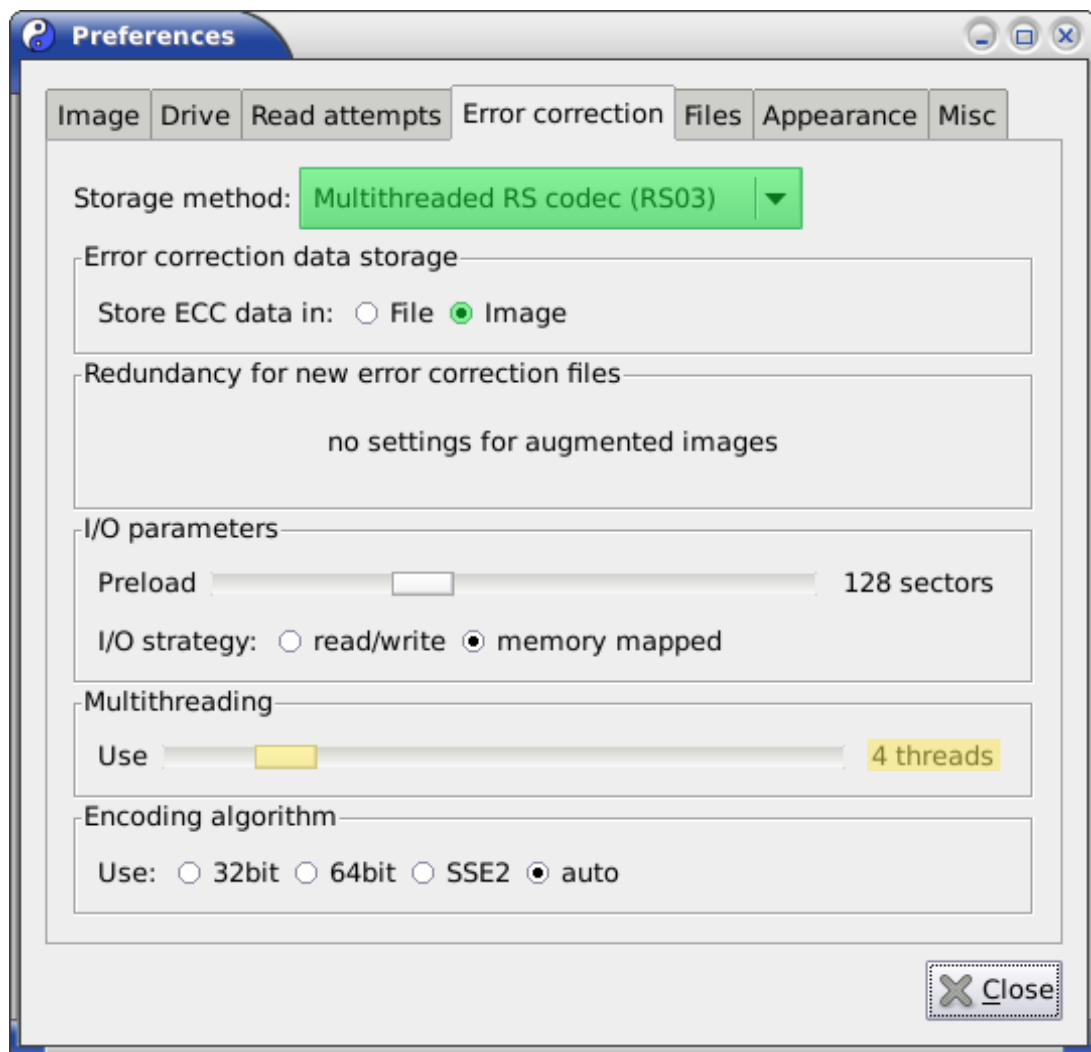 Preferences
Image Drive Read attempts Error correction Files Appearance Misc
Storage method: Multithreaded RS codec (RS03)
Error correction data storage
Store ECC data in: File Image
Redundancy for new error correction files
no settings for augmented images
I/O parameters
Preload 128 sectors
I/O strategy: read/write memory mapped
Multithreading
Use 4 threads
Encoding algorithm
Use: 32bit 64bit SSE2 auto
Close